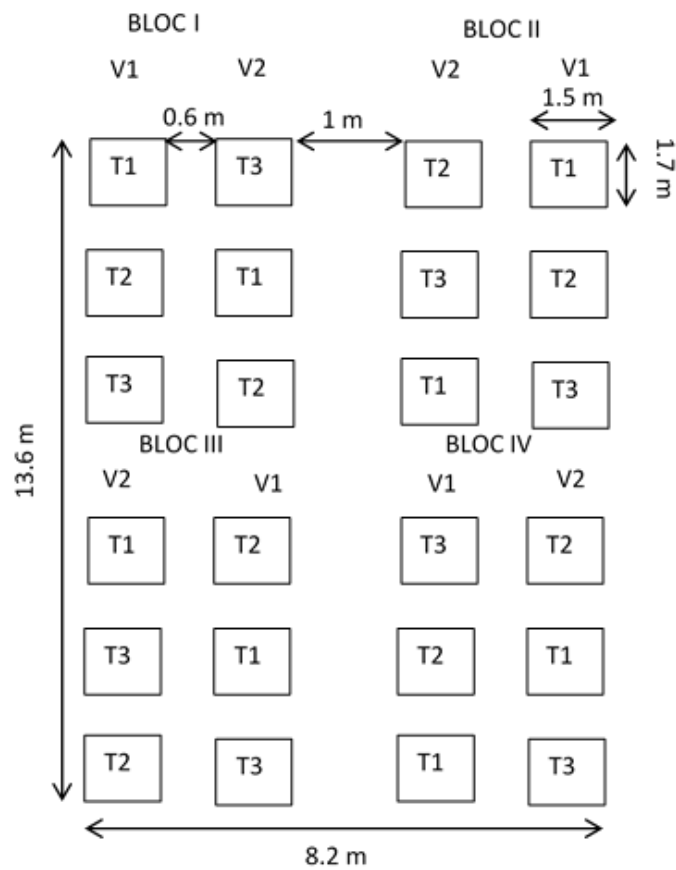 BLOC I
BLOC II
V1 V2 V2 V1
0.6 m 1 m 1.5 m
T1 T3 T2 T1
1.7 m
T2 T1 T3 T2
T3 T2 T1 T3
13.6 m
BLOC III BLOC IV
V2 V1 V1 V2
T1 T2 T3 T2
T3 T1 T2 T1
T2 T3 T1 T3
8.2 m